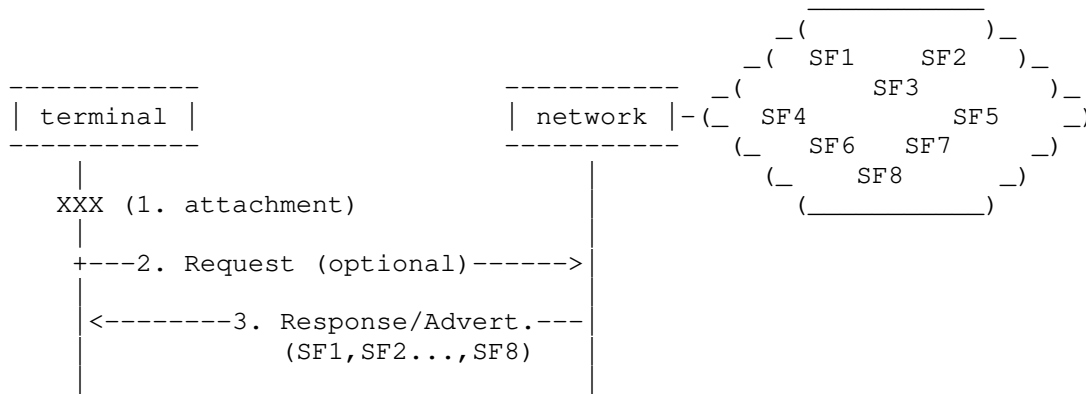 SF1 SF2
SF3
terminal network SF4 SF5
SF6 SF7
SF8
XXX (1. attachment)
2. Request (optional)
3. Response/Advert.
(SF1,SF2...,SF8)